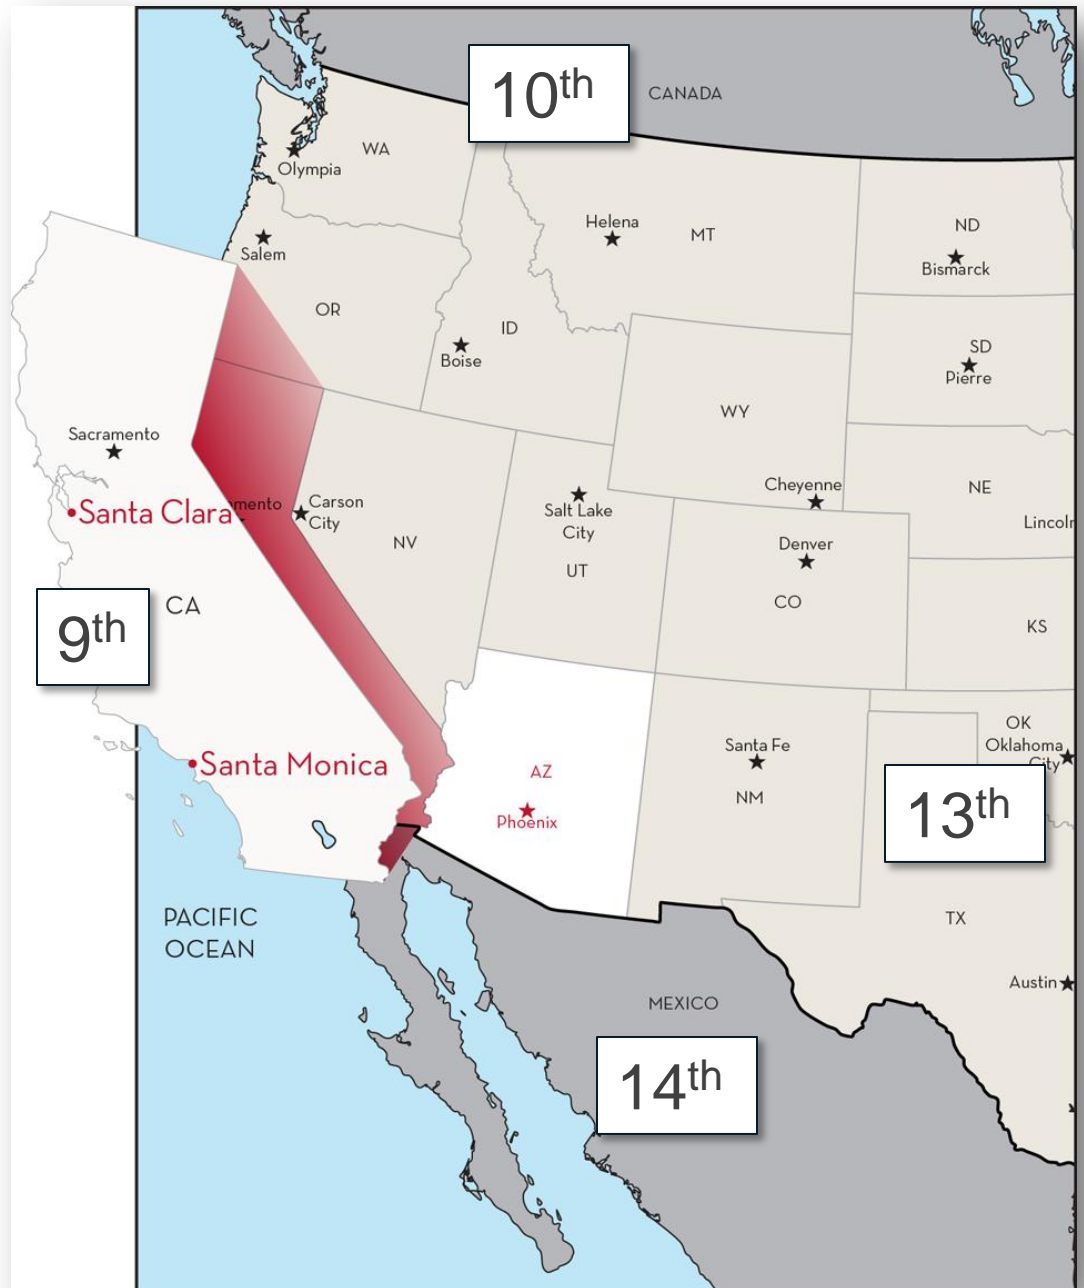 10th
CANADA
WA
Olympia
Helena
MT
ND
Bismarck
Salem
OR
ID
Boise
SD
Pierre
WY
Sacramento
Cheyenne
NE
Santa Clara
mento
Carson
City
Salt Lake
City
Lincoln
NV
UT
Denver
CO
9th
CA
KS
OK
Oklahoma
City
Santa Monica
AZ
Phoenix
Santa Fe
NM
13th
PACIFIC
OCEAN
TX
Austin
MEXICO
14th